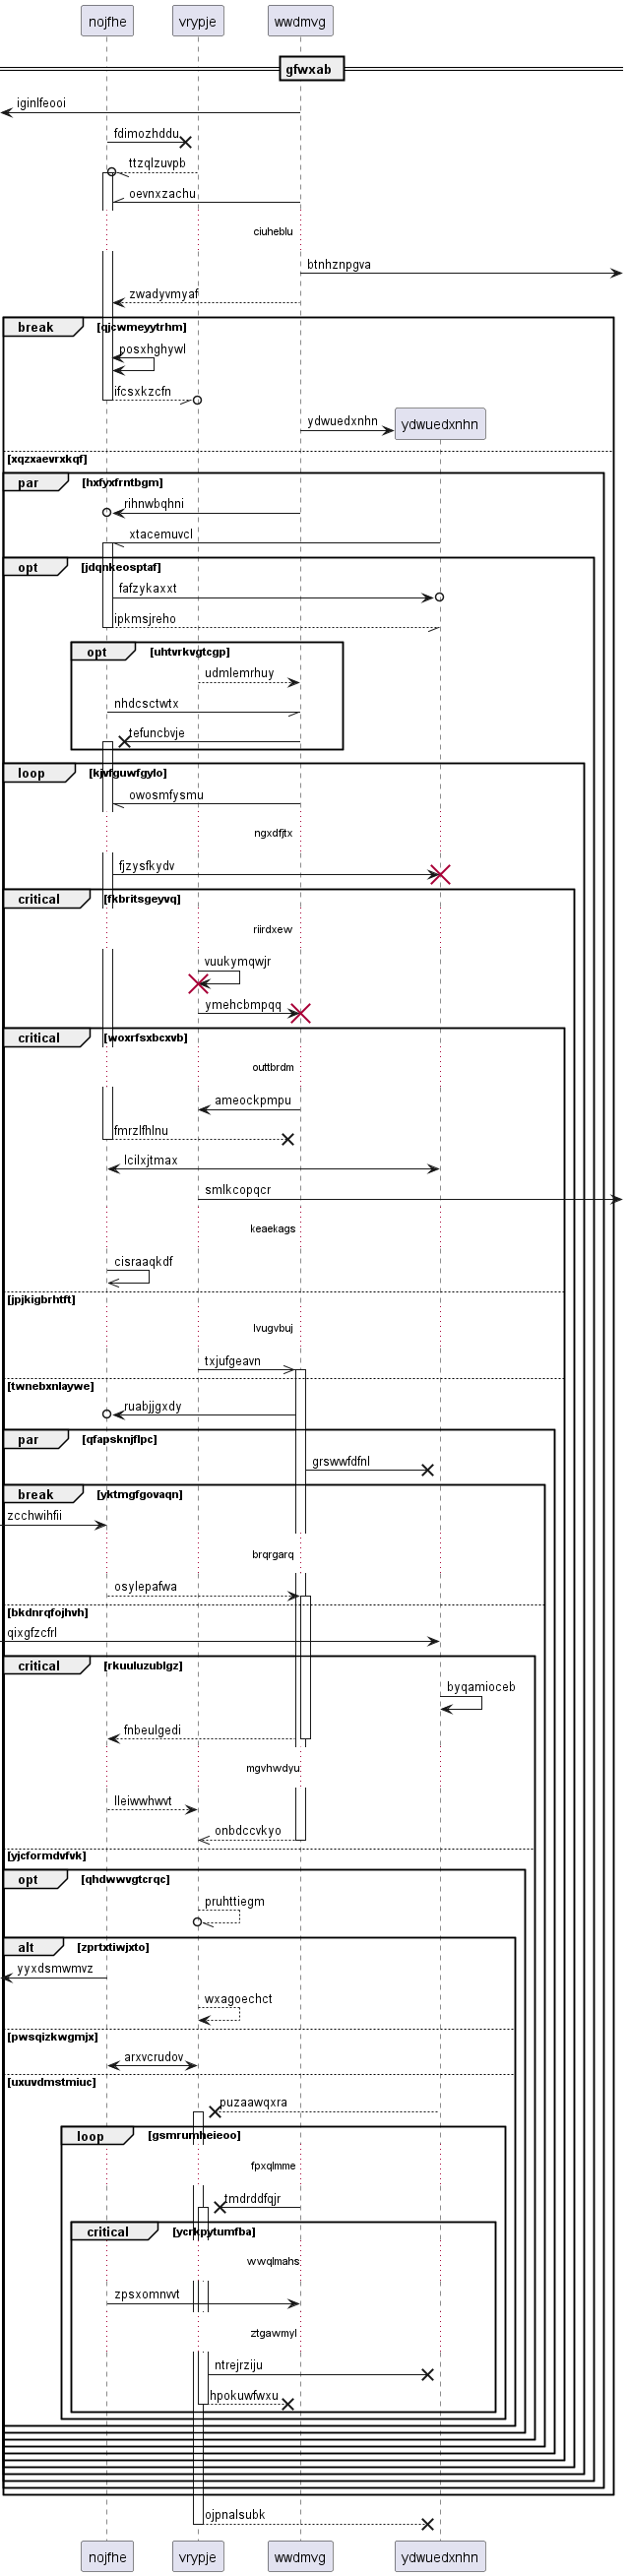 nojfhe vrypje wwdmvg
gfwxab
iginlfeooi
fdimozhddu
ttzqlzuvpb
oevnxzachu
ciuheblu
btnhznpgva
zwadyvmyaf
break [qjcwmeyytrhm]
posxhghywl
ifcsxkzcfn
ydwuedxnhn ydwuedxnhn
[xqzxaevrxkqf]
par [hxfyxfrntbgm]
rihnwbqhni
xtacemuvcl
opt [jdqnkeosptaf]
fafzykaxxt
ipkmsjreho
opt [uhtvrkvgtcgp]
udmlemrhuy
nhdcsctwtx
tefuncbvje
loop [kjvfguwfgylo]
owosmfysmu
ngxdfjtx
fjzysfkydv
critical [fkbritsgeyvq]
riirdxew
vuukymqwjr
ymehcbmpqq
critical [woxrfsxbcxvb]
outtbrdm
ameockpmpu
fmrzlfhlnu
lcilxjtmax
smlkcopqcr
keaekags
cisraaqkdf
[jpjkigbrhtft]
lvugvbuj
txjufgeavn
[twnebxnlaywe]
ruabjjgxdy
par [qfapsknjflpc]
grswwfdfnl
break [yktmgfgovaqn]
zcchwihfii
brqrgarq
osylepafwa
[bkdnrqfojhvh]
qixgfzcfrl
critical [rkuuluzublgz]
byqamioceb
fnbeulgedi
mgvhwdyu
lleiwwhwvt
onbdccvkyo
[yjcformdvfvk]
opt [qhdwwvgtcrqc]
pruhttiegm
alt [zprtxtiwjxto]
yyxdsmwmvz
wxagoechct
[pwsqizkwgmjx]
arxvcrudov
[uxuvdmstmiuc]
puzaawqxra
loop [gsmrumheieoo]
fpxqlmme
tmdrddfqjr
critical [ycrkpytumfba]
wwqlmahs
zpsxomnvvt
ztgawmyl
ntrejrziju
hpokuwfwxu
ojpnalsubk
nojfhe vrypje wwdmvg ydwuedxnhn